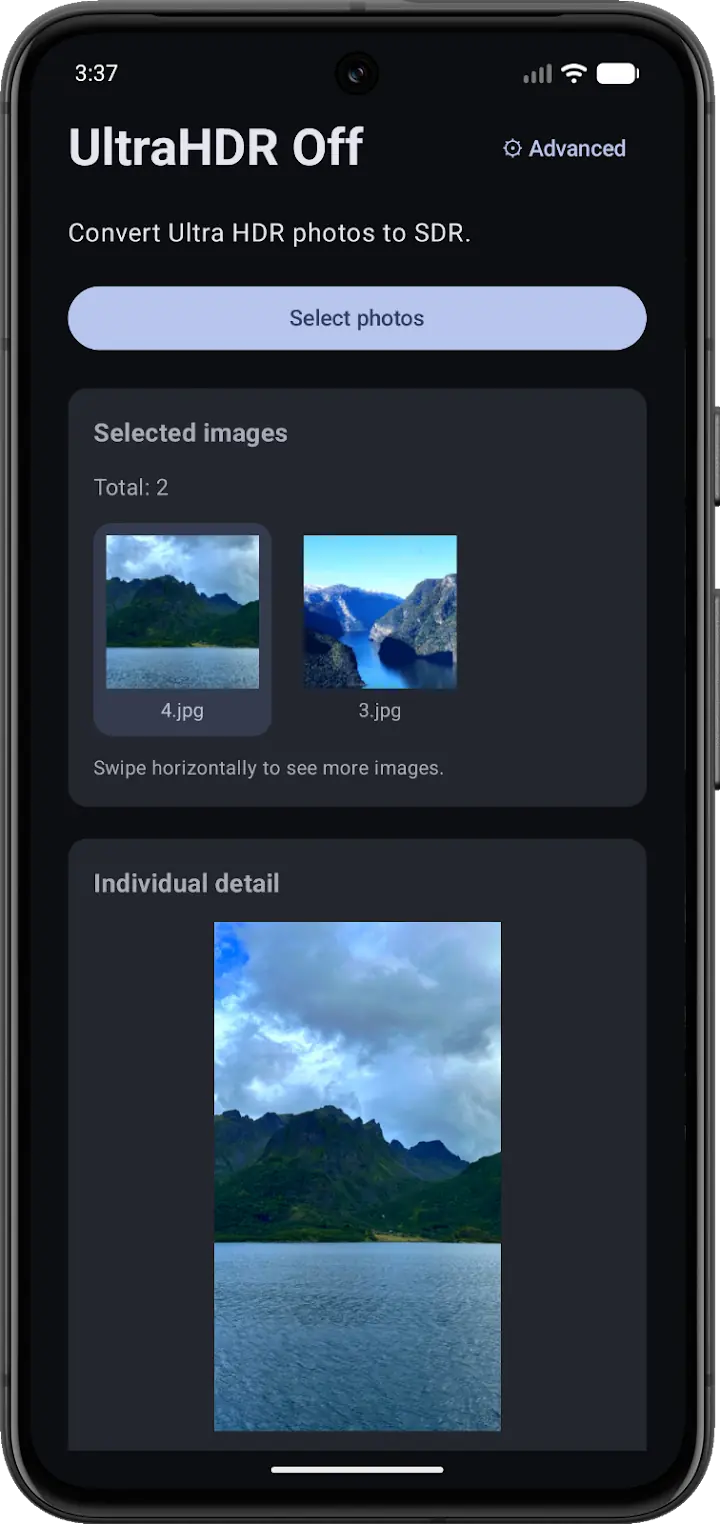 3:37
UltraHDR Off
Advanced
Convert Ultra HDR photos to SDR.
Select photos
Selected images
Total: 2
4.jpg
3.jpg
Swipe horizontally to see more images.
Individual detail